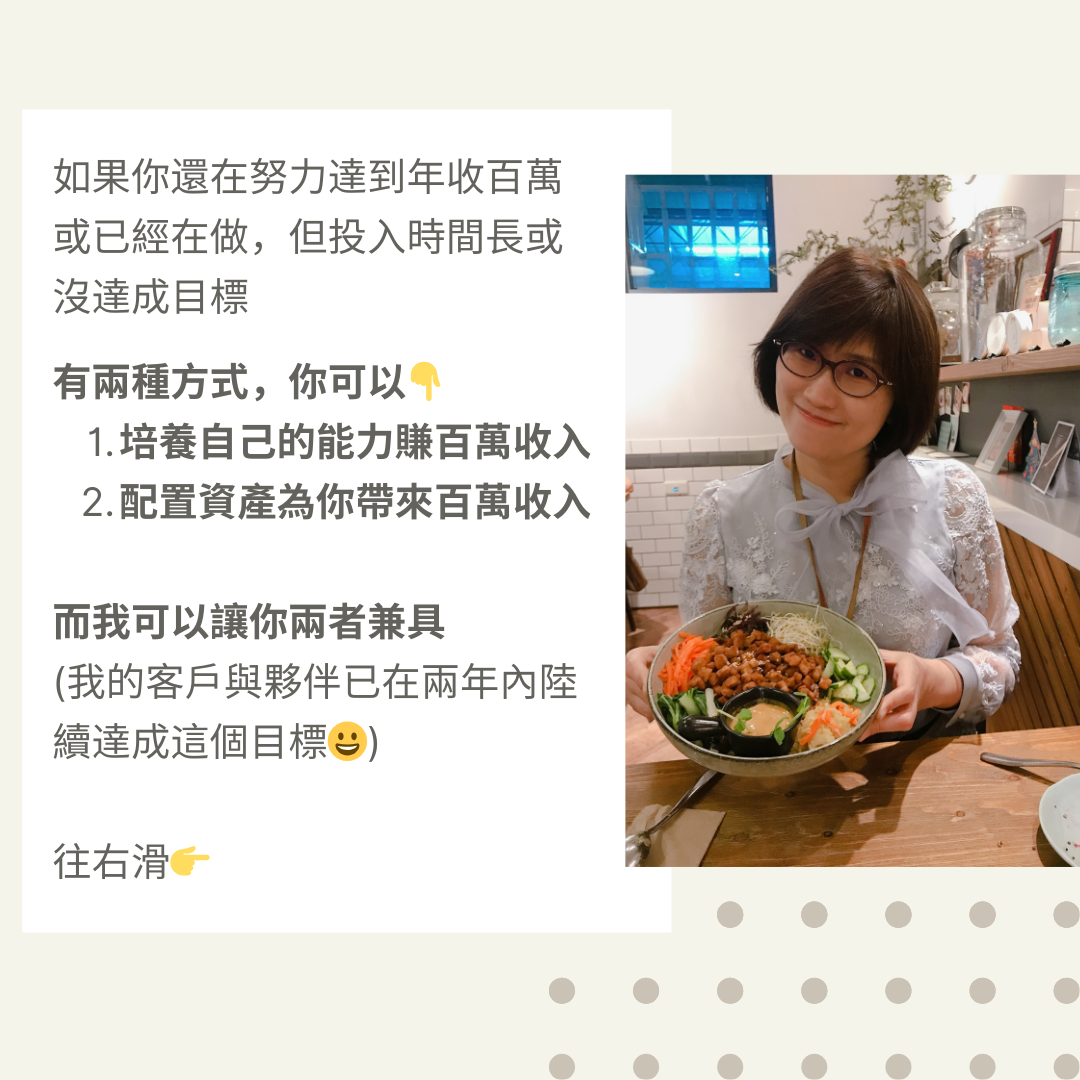 如果你還在努力達到年收百萬
或已經在做，但投入時間長或
沒達成目標
有兩種方式，你可以👇
1. 培養自己的能力賺百萬收入
2. 配置資產為你帶來百萬收入
而我可以讓你兩者兼具
(我的客戶與夥伴已在兩年內陸
續達成這個目標😀)
往右滑👉